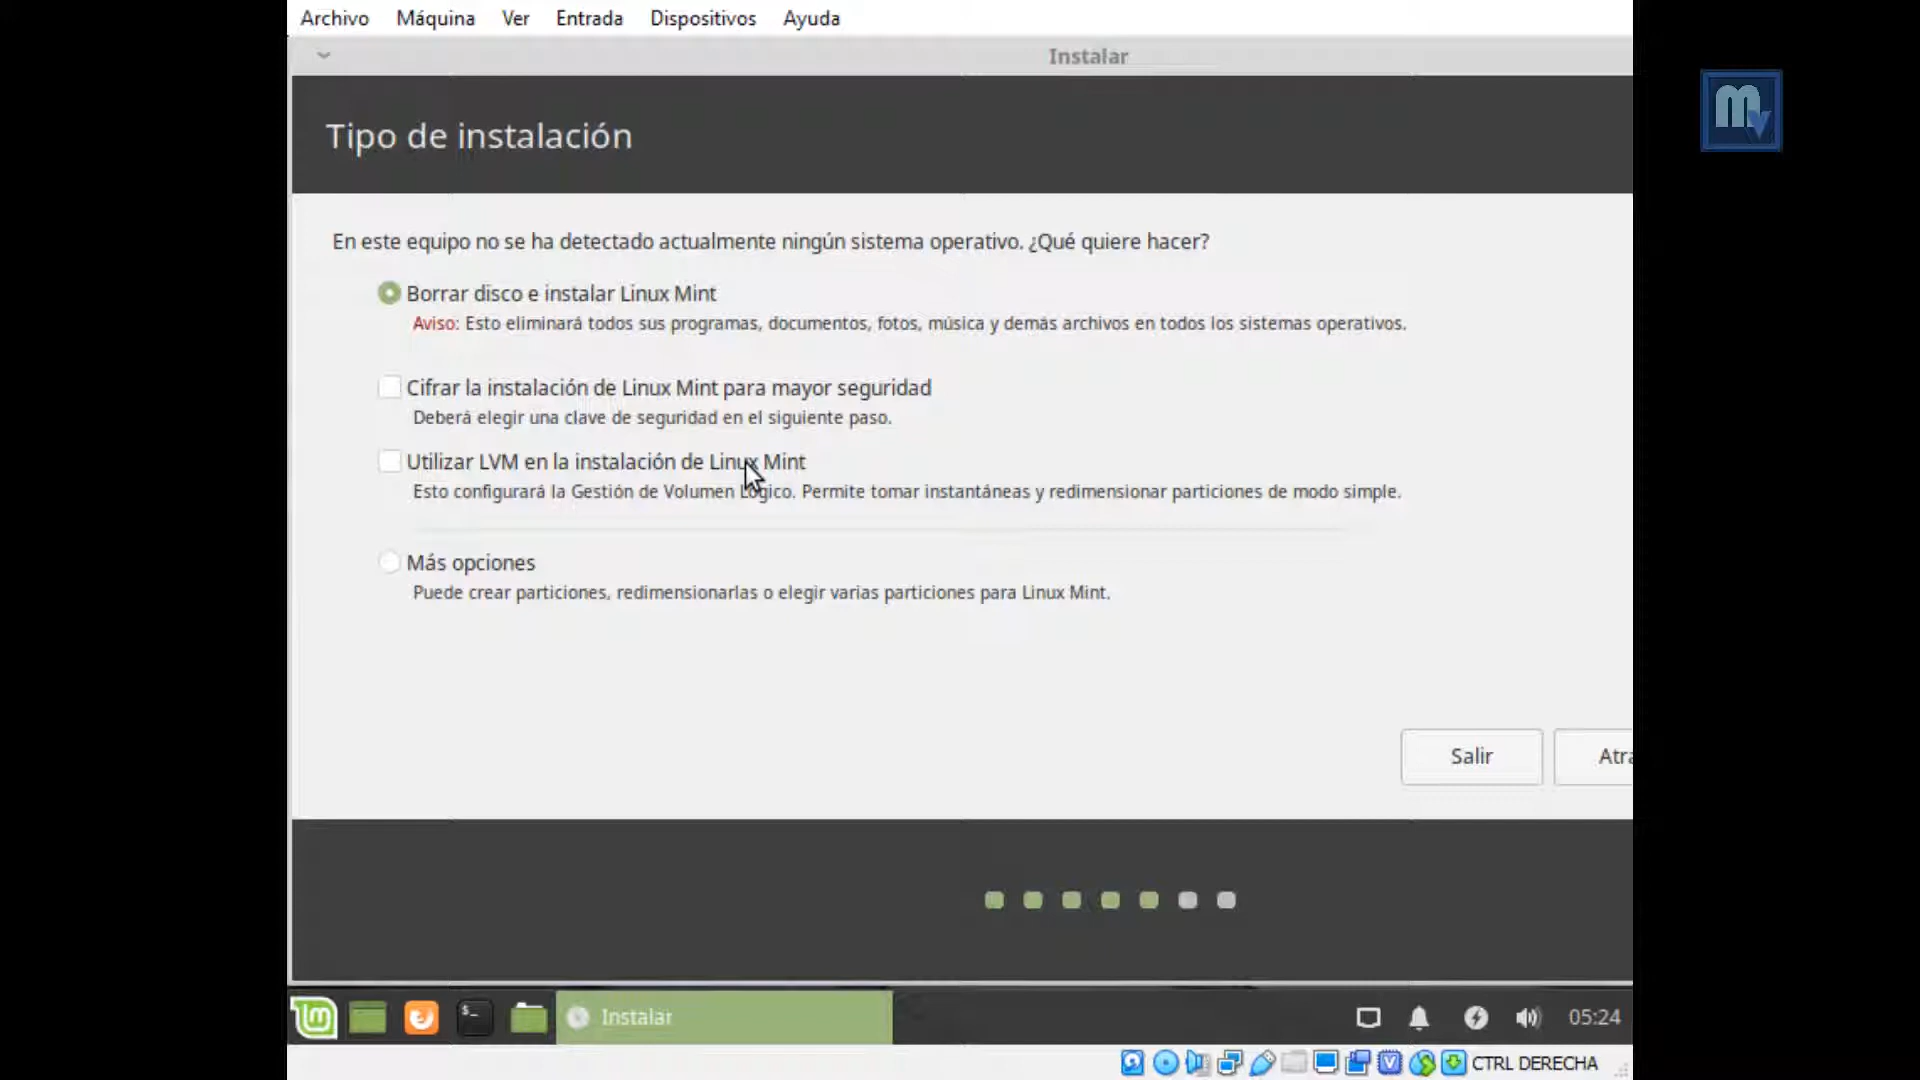 Archivo Máquina Ver Entrada Dispositivos Ayuda
Instalar
Tipo de instalación
En este equipo no se ha detectado actualmente ningún sistema operativo. ¿Qué quiere hacer?
Borrar disco e instalar Linux Mint
Aviso: Esto eliminará todos sus programas, documentos, fotos, música y demás archivos en todos los sistemas operativos.
Cifrar la instalación de Linux Mint para mayor seguridad
Deberá elegir una clave de seguridad en el siguiente paso.
Utilizar LVM en la instalación de Linux Mint
Esto configurará la Gestión de Volumen Lógico. Permite tomar instantáneas y redimensionar particiones de modo simple.
Más opciones
Puede crear particiones, redimensionarlas o elegir varias particiones para Linux Mint.
Salir Atra
Instalar 05:24
CTRL DERECHA
mv